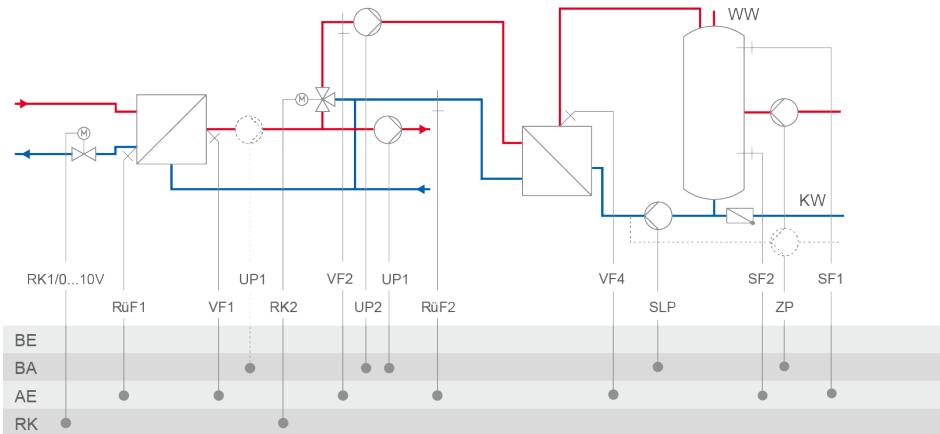 WW
M
M
KW
RK1/0...10V UP1 VF2 UP1 VF4 SF2 SF1
RüF1 VF1 RK2 UP2 RüF2 SLP ZP
BE
BA
AE
RK